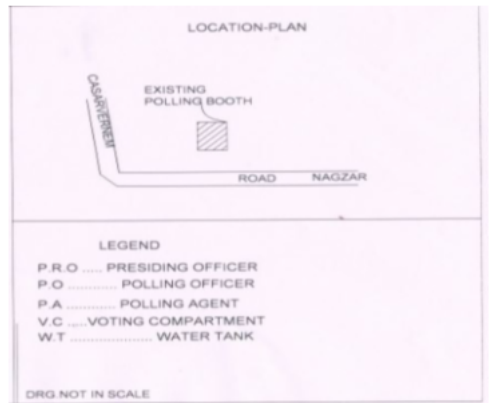 LOCATION-PLAN
CASARVERNEM
EXISTING
POLLING BOOTH
ROAD NAGZAR
LEGEND
P.R.O ..... PRESIDING OFFICER
P.O ............ POLLING OFFICER
P.A ............ POLLING AGENT
V.C .....VOTING COMPARTMENT
W.T .................... WATER TANK
DRG.NOT IN SCALE